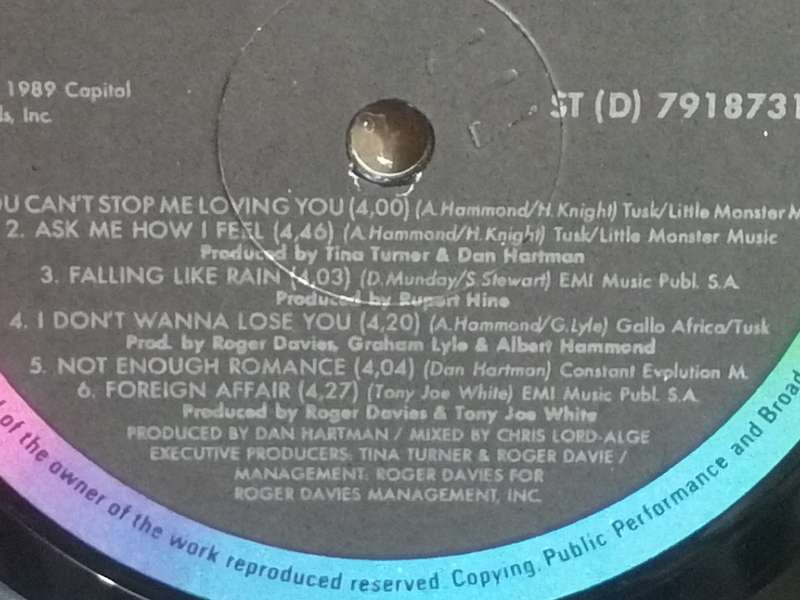 1989 Capitol
ST (D) 7918731
ds, Inc.
OU CAN'T STOP ME LOVING YOU (4,00) (A.Hammond/H.Knight) Tusk/Little Monster M
2. ASK ME HOW I FEEL (4,46) (A.Hammond/H.Knight) Tusk/Little Monster Music
Produced by Tina Turner & Dan Hartman
3. FALLING LIKE RAIN (4,03) (D.Munday/S.Stewart) EMI Music Publ. S.A.
Produced by Rupert Hine
4. I DON'T WANNA LOSE YOU (4,20) (A.Hammond/G.Lyle) Gallo Africa/Tusk
Prod. by Roger Davies, Graham Lyle & Albert Hammond
5. NOT ENOUGH ROMANCE (4,04) (Dan Hartman) Constant Evplution M.
6. FOREIGN AFFAIR (4,27) (Tony Joe White) EMI Music Publ. S.A.
Produced by Roger Davies & Tony Joe White
PRODUCED BY DAN HARTMAN / MIXED BY CHRIS LORD-ALGE
EXECUTIVE PRODUCERS: TINA TURNER & ROGER DAVIE /
MANAGEMENT: ROGER DAVIES FOR
ROGER DAVIES MANAGEMENT, INC.
of the owner of the work reproduced reserved. Copying, Public Performance and Broad